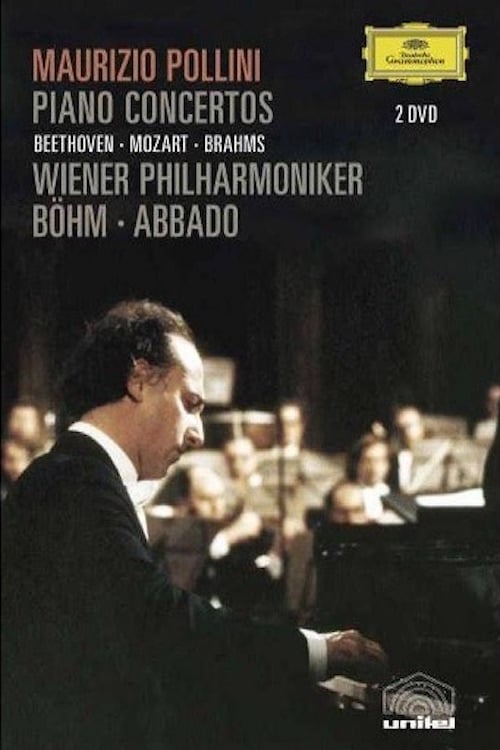 Deutsche
Grammophon
MAURIZIO POLLINI
PIANO CONCERTOS
2 DVD
BEETHOVEN · MOZART · BRAHMS
WIENER PHILHARMONIKER
BÖHM · ABBADO
unitel